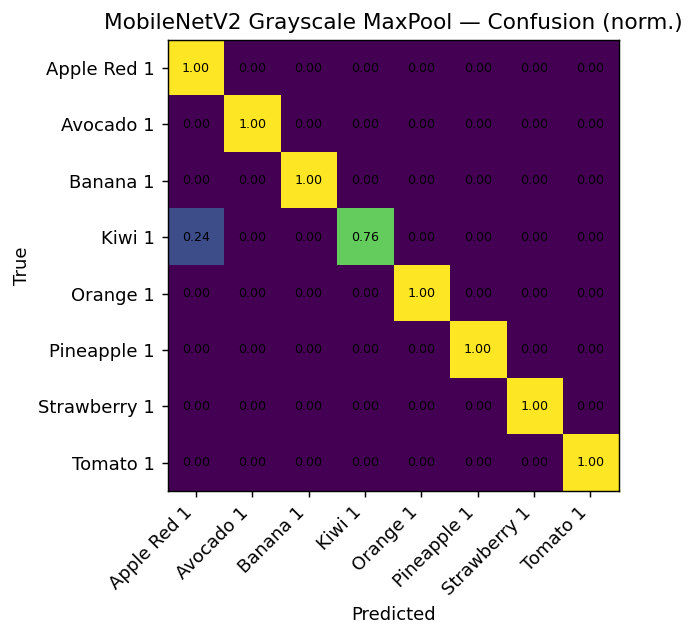 MobileNetV2 Grayscale MaxPool — Confusion (norm.)
Apple Red 1 1.00 0.00 0.00 0.00 0.00 0.00 0.00 0.00
Avocado 1 0.00 1.00 0.00 0.00 0.00 0.00 0.00 0.00
Banana 1 0.00 0.00 1.00 0.00 0.00 0.00 0.00 0.00
Kiwi 1 0.24 0.00 0.00 0.76 0.00 0.00 0.00 0.00
Orange 1 0.00 0.00 0.00 0.00 1.00 0.00 0.00 0.00
Pineapple 1 0.00 0.00 0.00 0.00 0.00 1.00 0.00 0.00
Strawberry 1 0.00 0.00 0.00 0.00 0.00 0.00 1.00 0.00
Tomato 1 0.00 0.00 0.00 0.00 0.00 0.00 0.00 1.00
True
Apple Red 1
Avocado 1
Banana 1
Kiwi 1
Orange 1
Pineapple 1
Strawberry 1
Tomato 1
Predicted